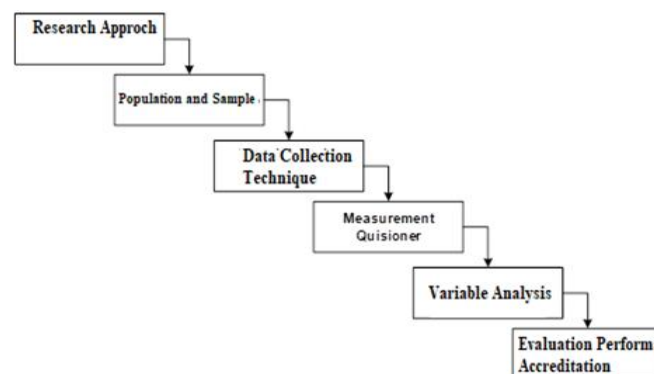 Research Approch
Population and Sample
Data Collection
Technique
Measurement
Quisioner
Variable Analysis
Evaluation Perform
Accreditation